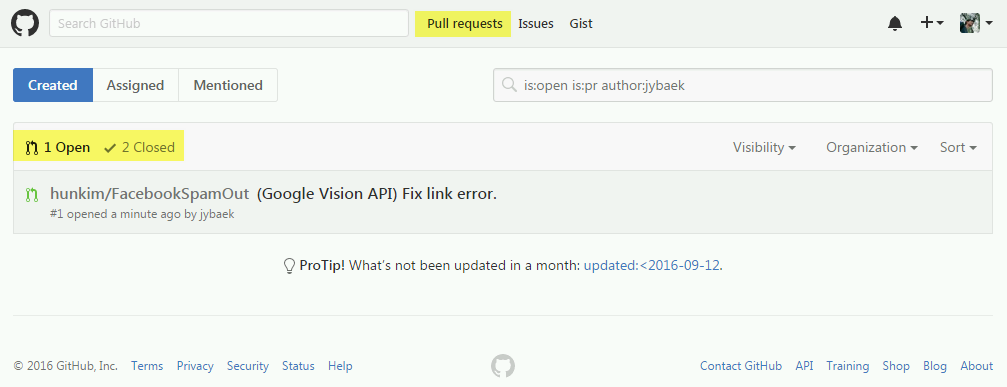 Search GitHub Pull requests Issues Gist
Created Assigned Mentioned is:open is:pr author:jybaek
1 Open 2 Closed Visibility Organization Sort
hunkim/FacebookSpamOut (Google Vision API) Fix link error.
#1 opened a minute ago by jybaek
ProTip! What's not been updated in a month: updated:<2016-09-12.
© 2016 GitHub, Inc. Terms Privacy Security Status Help Contact GitHub API Training Shop Blog About